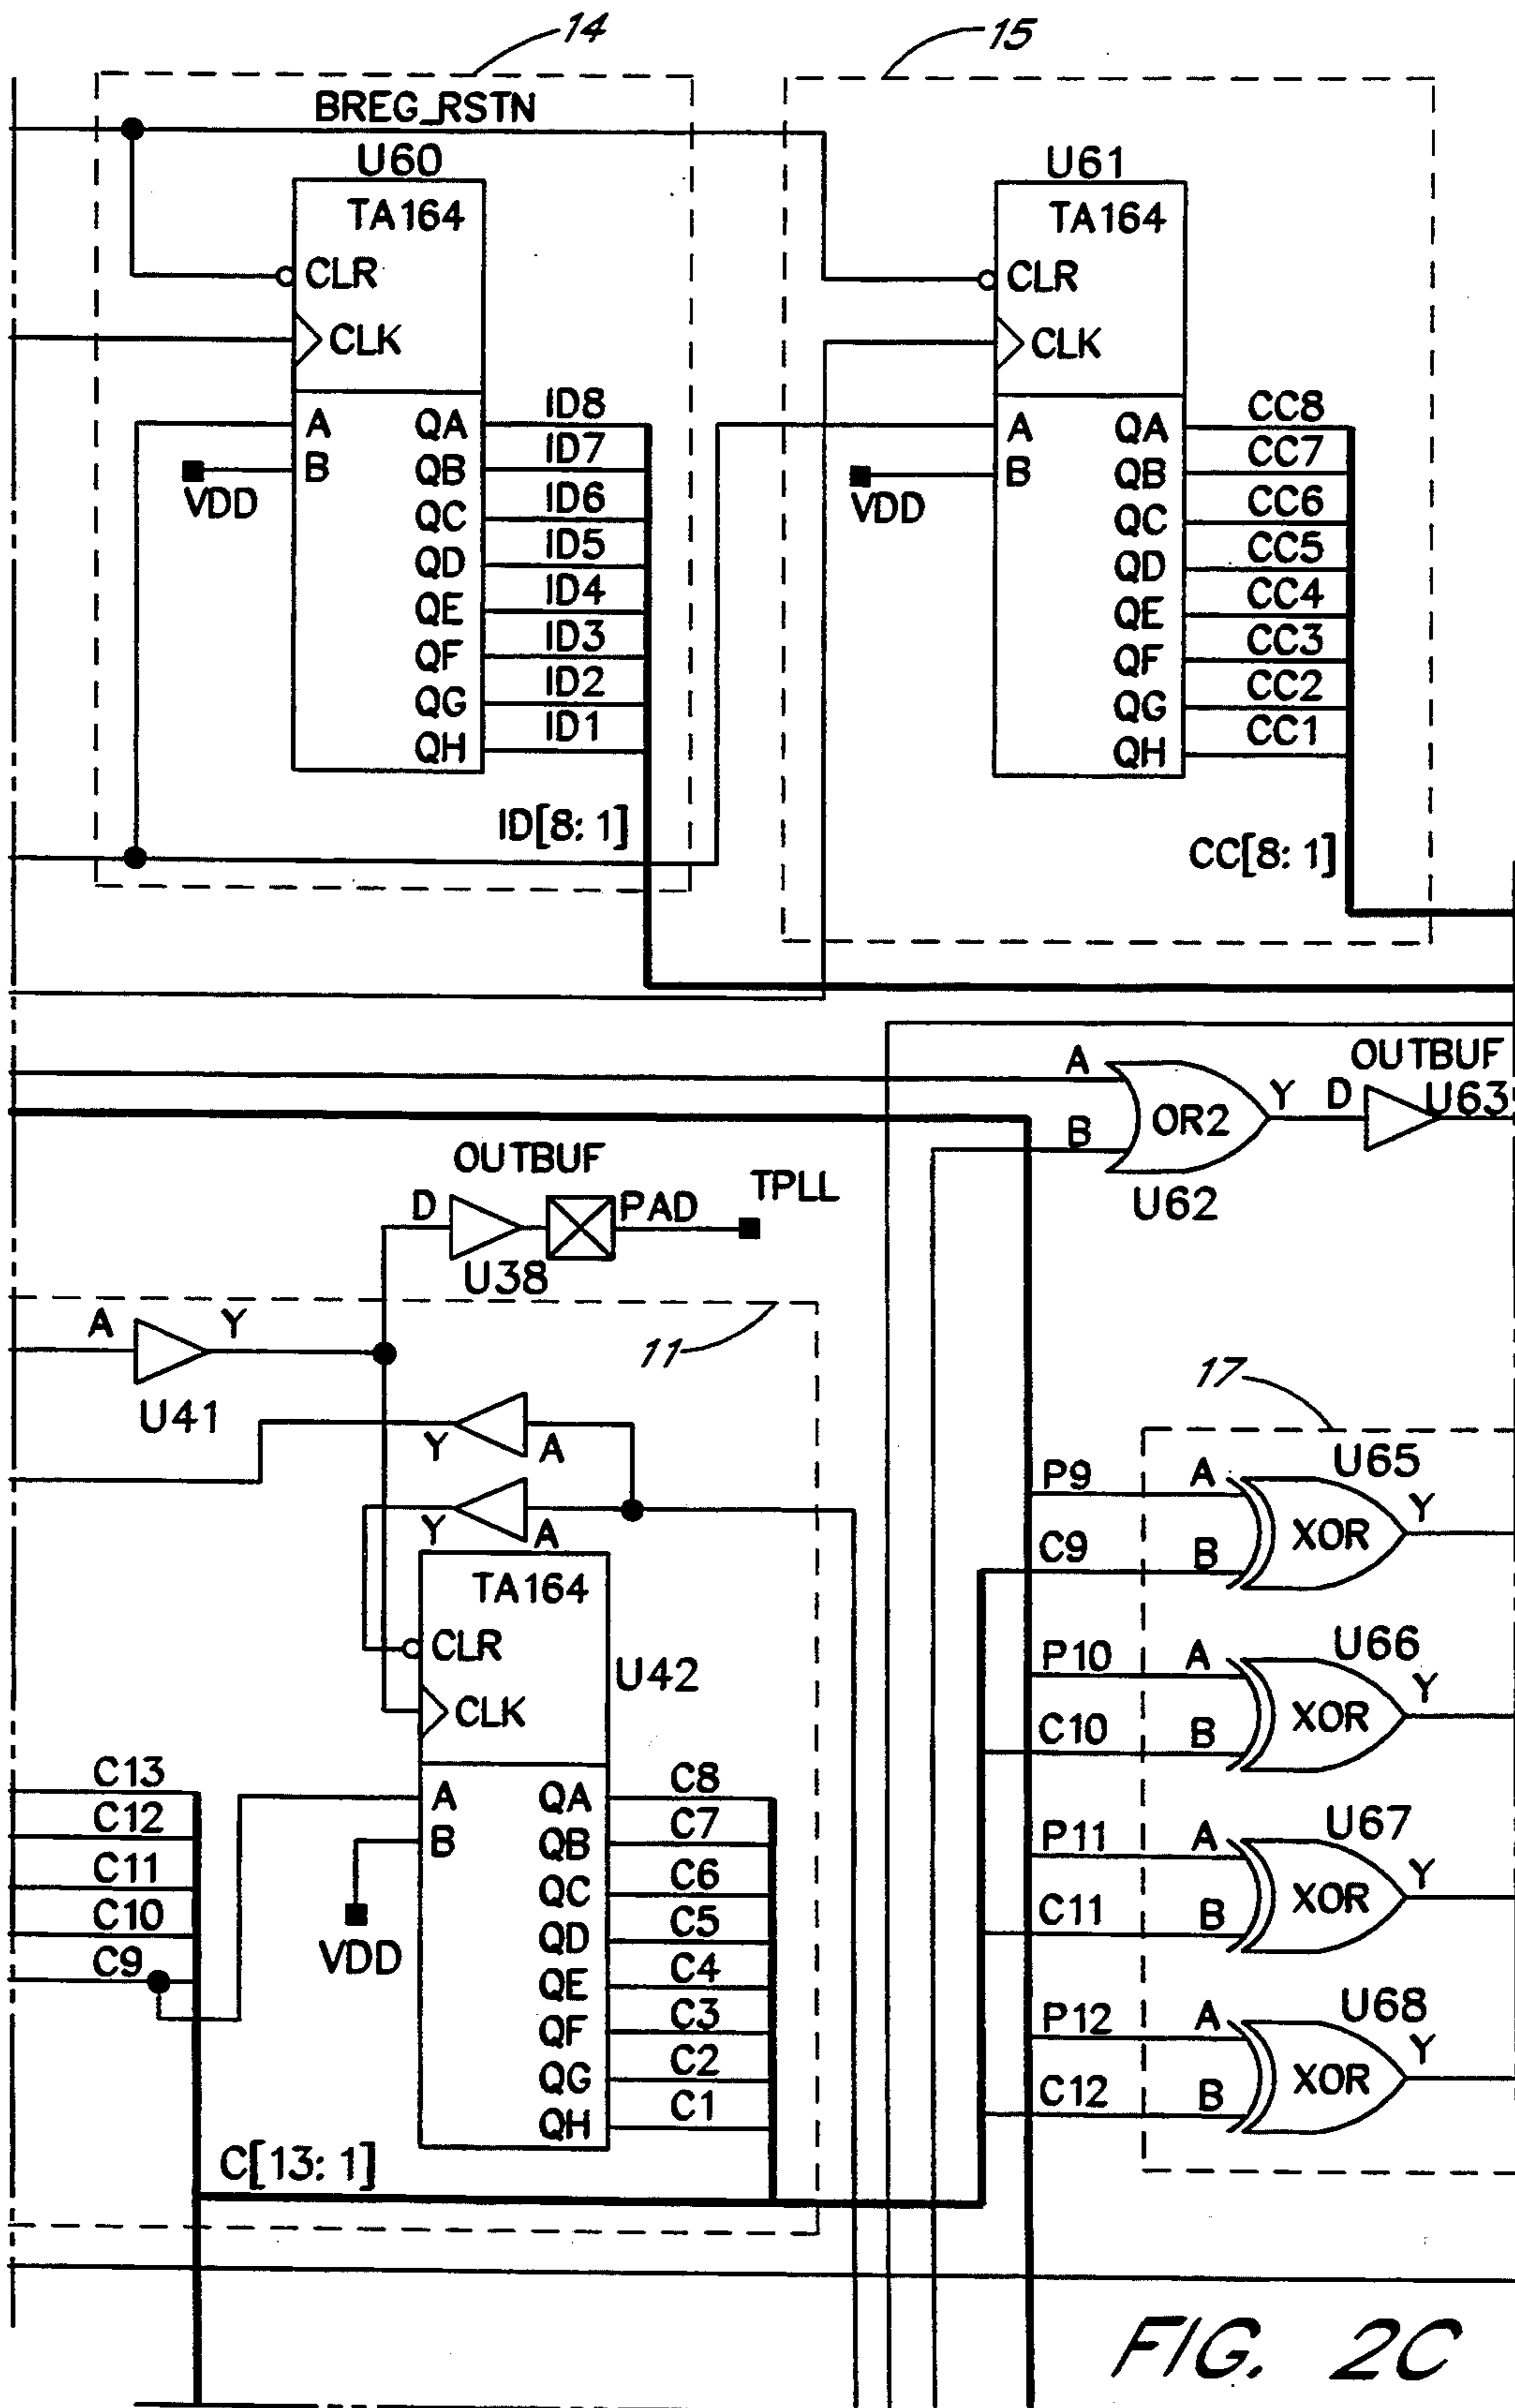 14
15
BREG_RSTN
U60
U61
TA164
TA164
CLR
CLR
CLK
CLK
A QA ID8
B QB ID7
VDD
QC ID6
QD ID5
QE ID4
QF ID3
QG ID2
QH ID1
ID[8:1]
A QA CC8
B QB CC7
VDD
QC CC6
QD CC5
QE CC4
QF CC3
QG CC2
QH CC1
CC[8:1]
A
B
OR2
Y
U62
OUTBUF
D
U63
OUTBUF
D
U38
PAD
TPLL
11
A
Y
U41
Y
A
Y
A
TA164
CLR
U42
CLK
C13
C12
C11
C10
C9
A QA C8
B QB C7
VDD
QC C6
QD C5
QE C4
QF C3
QG C2
QH C1
C[13:1]
17
U65
P9 A
XOR
Y
C9 B
U66
P10 A
XOR
Y
C10 B
U67
P11 A
XOR
Y
C11 B
U68
P12 A
XOR
Y
C12 B
FIG. 2C